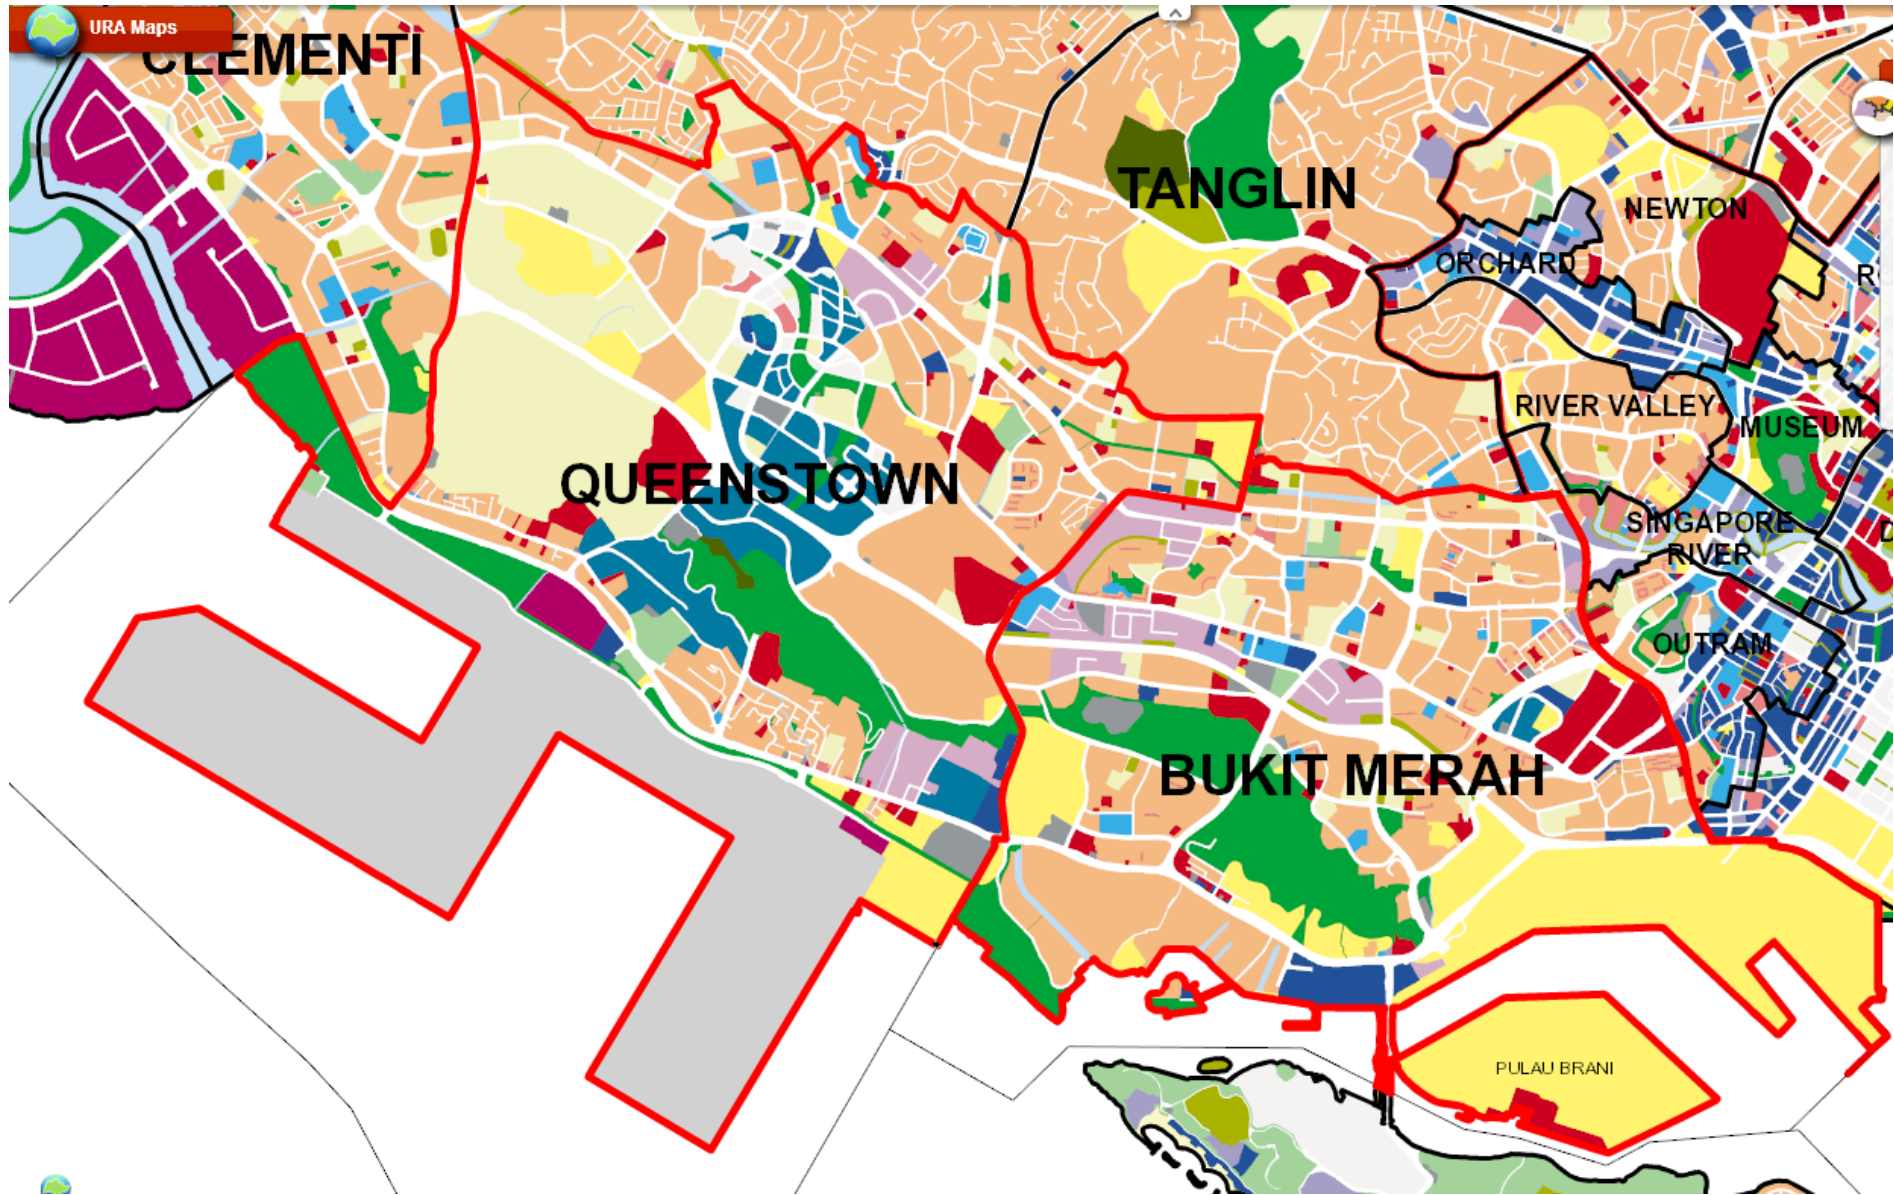 URA Maps
CLEMENTI
TANGLIN
NEWTON
ORCHARD
RIVER VALLEY
MUSEUM
QUEENSTOWN
SINGAPORE
RIVER
OUTRAM
BUKIT MERAH
PULAU BRANI